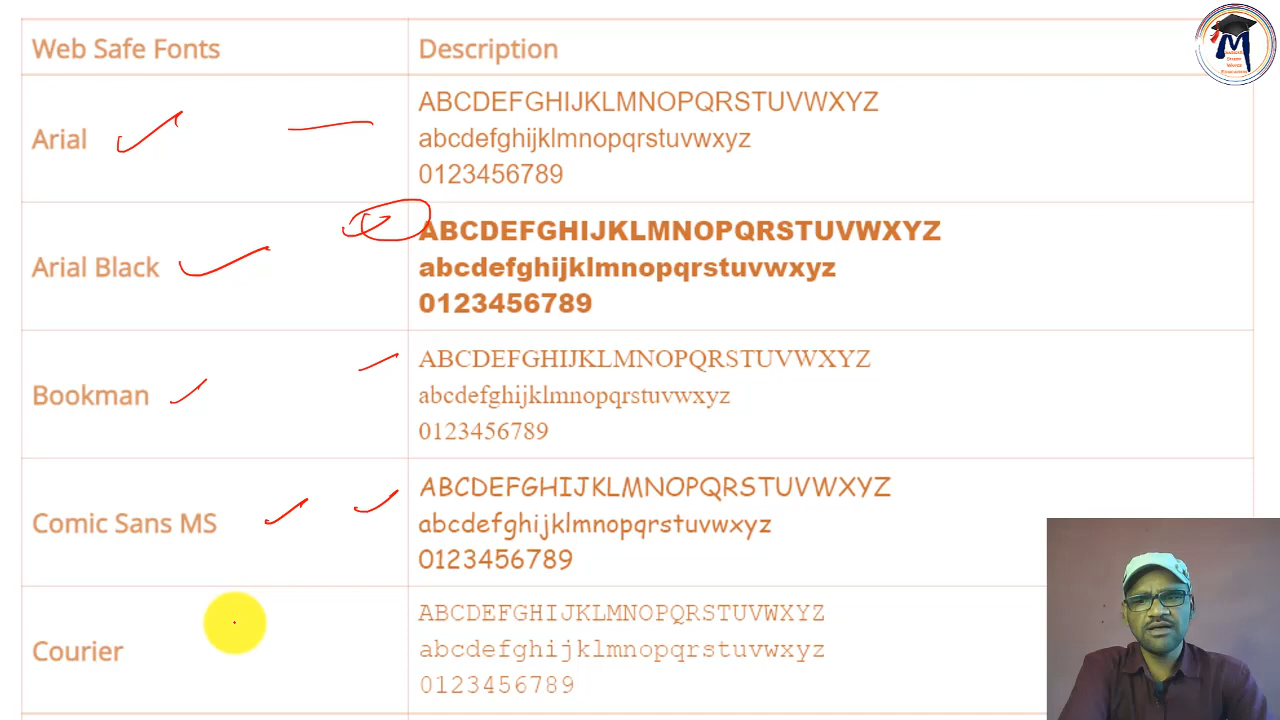 Web Safe Fonts
Description
Arial
ABCDEFGHIJKLMNOPQRSTUVWXYZ
abcdefghijklmnopqrstuvwxyz
0123456789
Arial Black
ABCDEFGHIJKLMNOPQRSTUVWXYZ
abcdefghijklmnopqrstuvwxyz
0123456789
Bookman
ABCDEFGHIJKLMNOPQRSTUVWXYZ
abcdefghijklmnopqrstuvwxyz
0123456789
Comic Sans MS
ABCDEFGHIJKLMNOPQRSTUVWXYZ
abcdefghijklmnopqrstuvwxyz
0123456789
Courier
ABCDEFGHIJKLMNOPQRSTUVWXYZ
abcdefghijklmnopqrstuvwxyz
0123456789
M